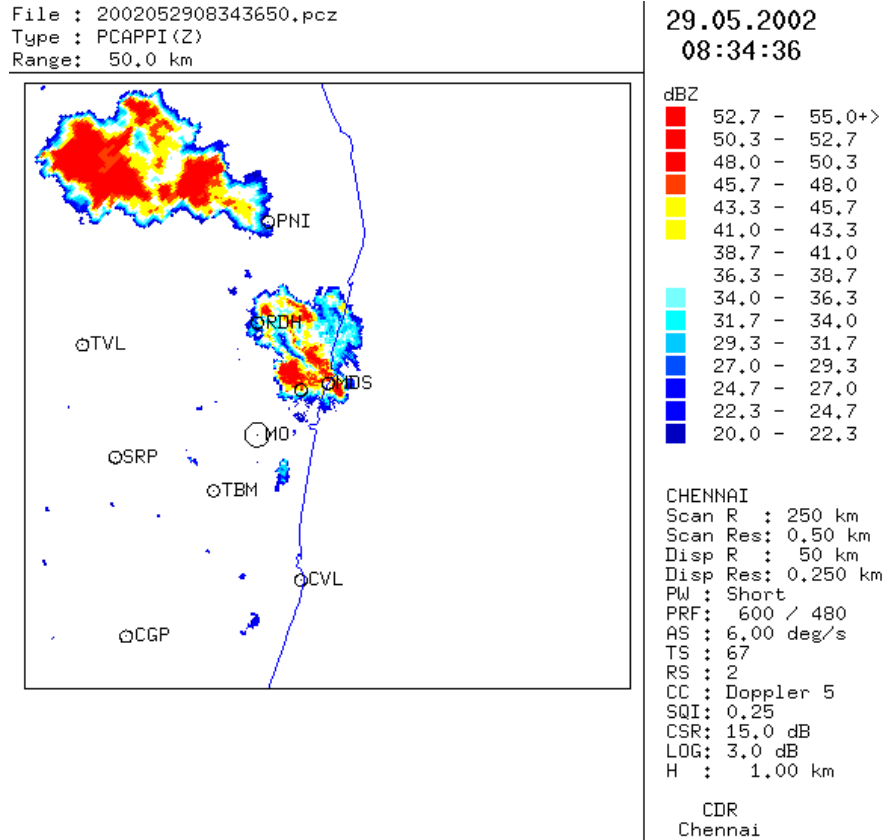 File : 2002052908343650.pcz
Type : PCAPPI(Z)
Range:  50.0 km
29.05.2002
08:34:36
dBZ
52.7 -  55.0+>
50.3 -  52.7
48.0 -  50.3
45.7 -  48.0
43.3 -  45.7
41.0 -  43.3
38.7 -  41.0
36.3 -  38.7
34.0 -  36.3
31.7 -  34.0
29.3 -  31.7
27.0 -  29.3
24.7 -  27.0
22.3 -  24.7
20.0 -  22.3
PNI
RDH
TVL
MDS
MO
SRP
TBM
CVL
CGP
CHENNAI
Scan R  : 250 km
Scan Res: 0.50 km
Disp R  :  50 km
Disp Res: 0.250 km
PW : Short
PRF:  600 / 480
AS : 6.00 deg/s
TS : 67
RS : 2
CC : Doppler 5
SQI: 0.25
CSR: 15.0 dB
LOG: 3.0 dB
H  :   1.00 km
CDR
Chennai